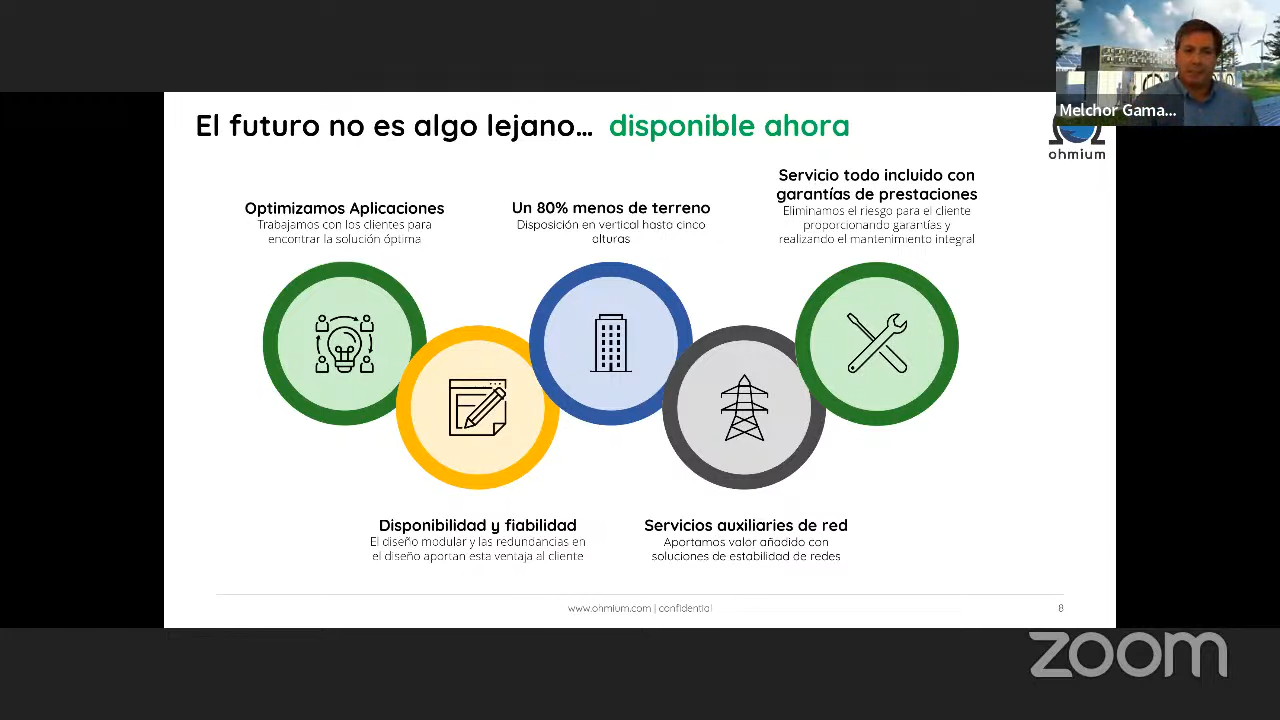 Melchor Gama...
El futuro no es algo lejano... disponible ahora
ohmium
Optimizamos Aplicaciones
Trabajamos con los clientes para
encontrar la solución óptima
Un 80% menos de terreno
Disposición en vertical hasta cinco
alturas
Servicio todo incluido con
garantías de prestaciones
Eliminamos el riesgo para el cliente
proporcionando garantías y
realizando el mantenimiento integral
Disponibilidad y fiabilidad
El diseño modular y las redundancias en
el diseño aportan esta ventaja al cliente
Servicios auxiliaries de red
Aportamos valor añadido con
soluciones de estabilidad de redes
www.ohmium.com | confidential
8
zoom